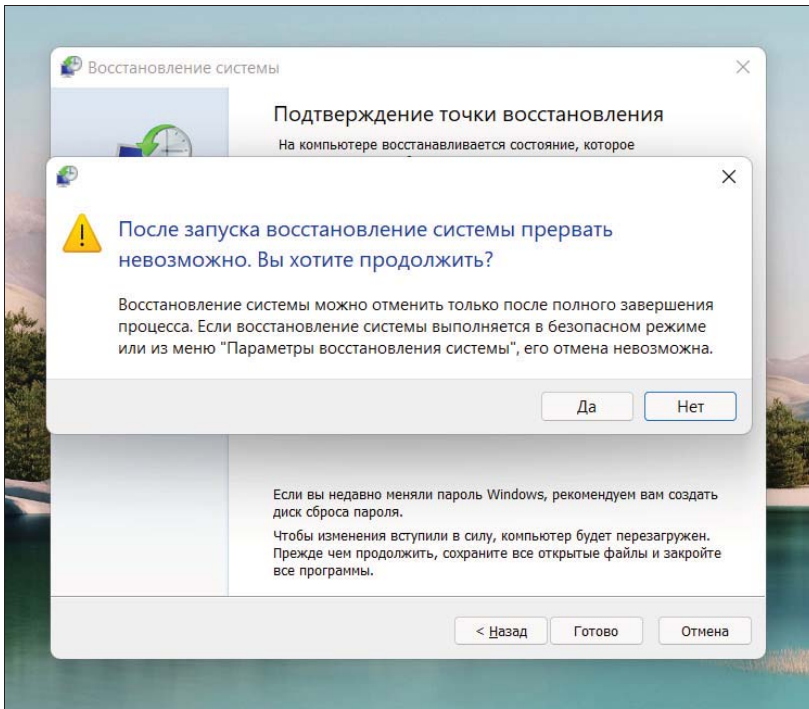 Восстановление системы
Подтверждение точки восстановления
На компьютере восстанавливается состояние, которое
После запуска восстановление системы прервать
невозможно. Вы хотите продолжить?
Восстановление системы можно отменить только после полного завершения
процесса. Если восстановление системы выполняется в безопасном режиме
или из меню "Параметры восстановления системы", его отмена невозможна.
Да
Нет
Если вы недавно меняли пароль Windows, рекомендуем вам создать
диск сброса пароля.
Чтобы изменения вступили в силу, компьютер будет перезагружен.
Прежде чем продолжить, сохраните все открытые файлы и закройте
все программы.
< Назад
Готово
Отмена